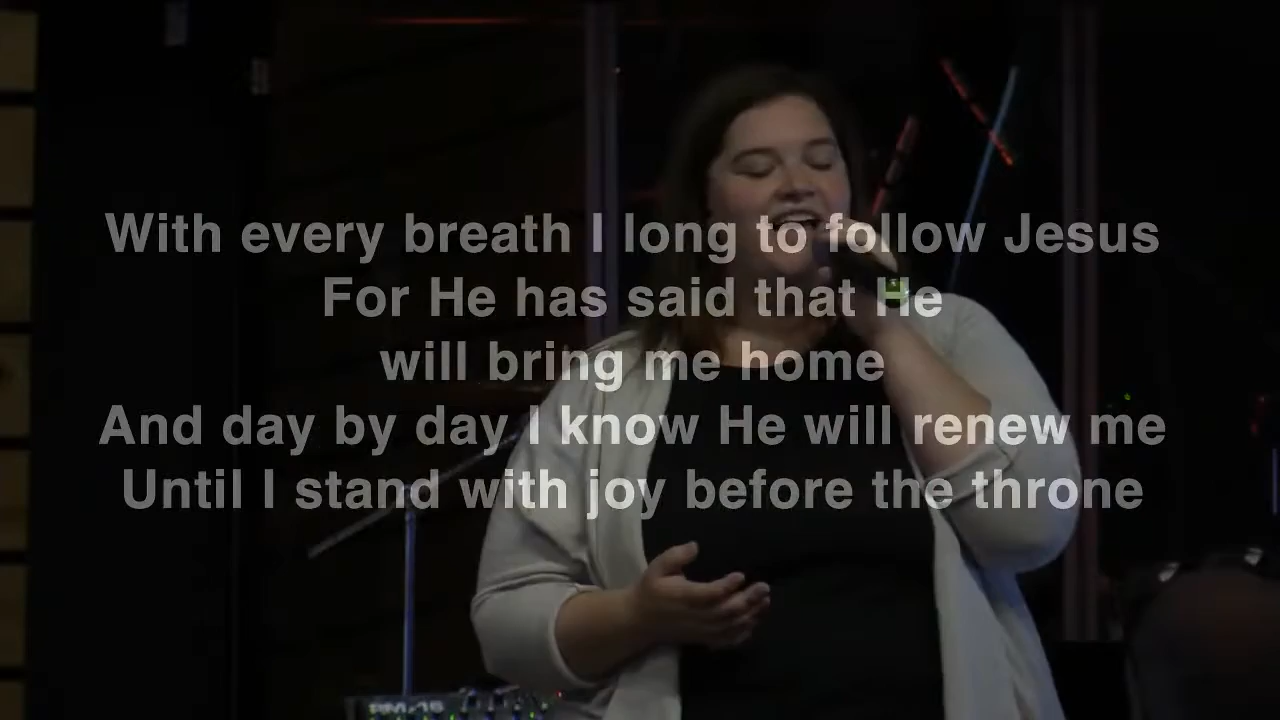 With every breath I long to follow Jesus
For He has said that He
will bring me home
And day by day I know He will renew me
Until I stand with joy before the throne